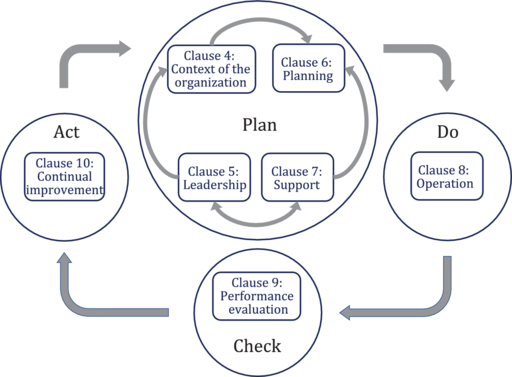 Clause 4:
Context of the
organization
Clause 6:
Planning
Plan
Clause 5:
Leadership
Clause 7:
Support
Act
Clause 10:
Continual
improvement
Do
Clause 8:
Operation
Clause 9:
Performance
evaluation
Check